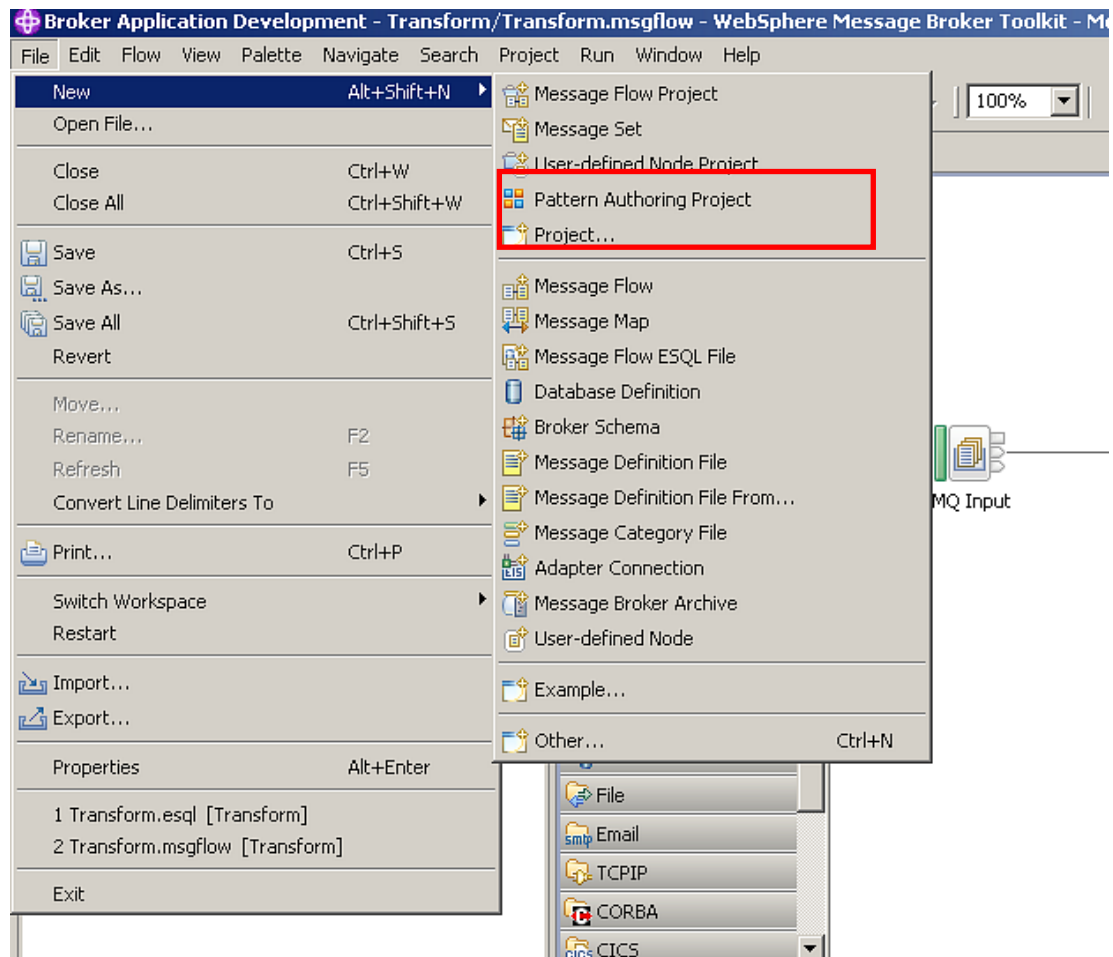 Broker Application Development - Transform/Transform.msgflow - WebSphere Message Broker Toolkit -
File Edit Flow View Palette Navigate Search Project Run Window Help
100%
New Alt+Shift+N
Open File...
Close Ctrl+W
Close All Ctrl+Shift+W
Save Ctrl+S
Save As...
Save All Ctrl+Shift+S
Revert
Move...
Rename... F2
Refresh F5
Convert Line Delimiters To
Print... Ctrl+P
Switch Workspace
Restart
Import...
Export...
Properties Alt+Enter
1 Transform.esql [Transform]
2 Transform.msgflow [Transform]
Exit
Message Flow Project
Message Set
User-defined Node Project
Pattern Authoring Project
Project...
Message Flow
Message Map
Message Flow ESQL File
Database Definition
Broker Schema
Message Definition File
Message Definition File From...
Message Category File
EIS Adapter Connection
Message Broker Archive
User-defined Node
Example...
Other... Ctrl+N
MQ Input
File
smtp Email
TCPIP
C CORBA
CICS CICS